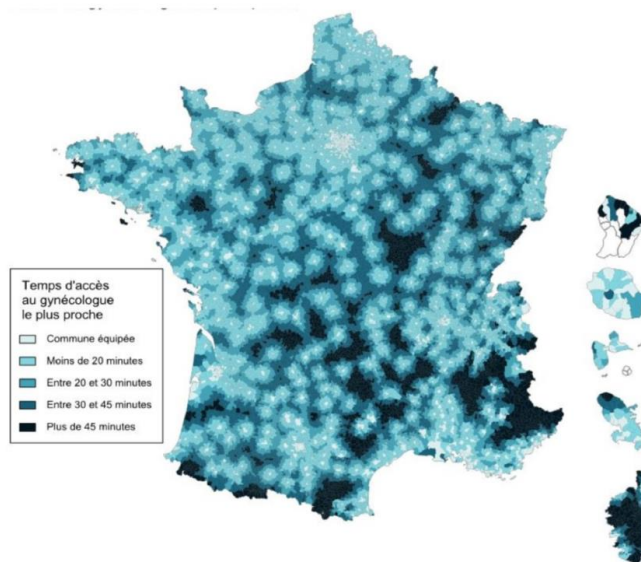 Temps d'accès
au gynécologue
le plus proche
Commune équipée
Moins de 20 minutes
Entre 20 et 30 minutes
Entre 30 et 45 minutes
Plus de 45 minutes